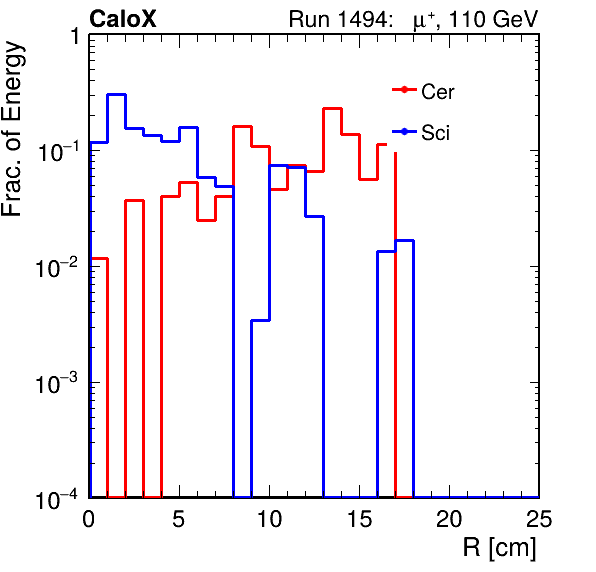 CaloX Run 1494: μ⁺, 110 GeV
Frac. of Energy
1
10⁻¹
10⁻²
10⁻³
10⁻⁴
Cer
Sci
0 5 10 15 20 25
R [cm]